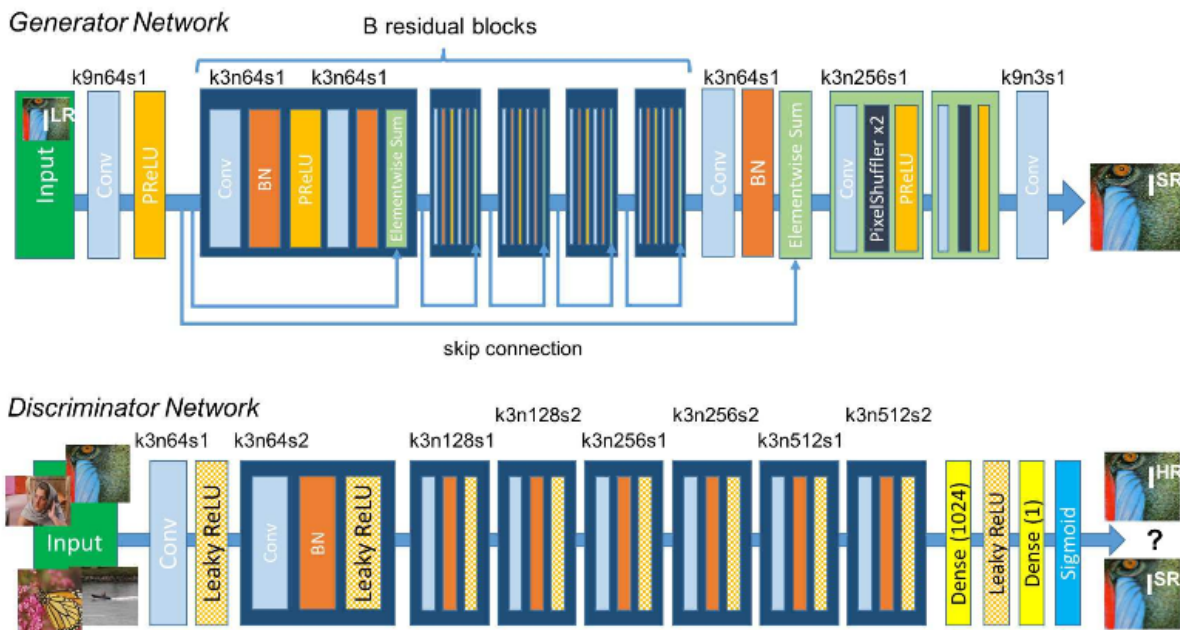 Generator Network
B residual blocks
k9n64s1
k3n64s1 k3n64s1
k3n64s1
k3n256s1
k9n3s1
I LR
Input
Conv
PReLU
Conv
BN
PReLU
Elementwise Sum
Conv
BN
Elementwise Sum
Conv
PixelShuffler x2
PReLU
Conv
I SR
skip connection
Discriminator Network
k3n64s1
k3n64s2
k3n128s1
k3n128s2
k3n256s1
k3n256s2
k3n512s1
k3n512s2
Input
Conv
Leaky ReLU
Conv
BN
Leaky ReLU
Dense (1024)
Leaky ReLU
Dense (1)
Sigmoid
I HR
?
I SR